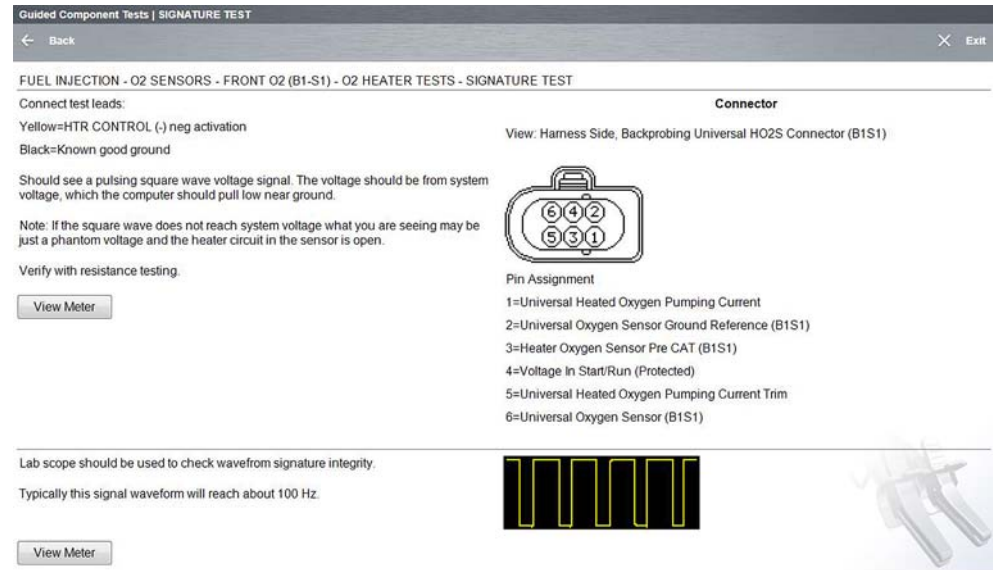 Guided Component Tests | SIGNATURE TEST
← Back
X Exit
FUEL INJECTION - O2 SENSORS - FRONT O2 (B1-S1) - O2 HEATER TESTS - SIGNATURE TEST
Connect test leads:
Yellow=HTR CONTROL (-) neg activation
Black=Known good ground
Should see a pulsing square wave voltage signal. The voltage should be from system
voltage, which the computer should pull low near ground.
Note: If the square wave does not reach system voltage what you are seeing may be
just a phantom voltage and the heater circuit in the sensor is open.
Verify with resistance testing.
View Meter
Connector
View: Harness Side, Backprobing Universal HO2S Connector (B1S1)
6 4 2
5 3 1
Pin Assignment
1=Universal Heated Oxygen Pumping Current
2=Universal Oxygen Sensor Ground Reference (B1S1)
3=Heater Oxygen Sensor Pre CAT (B1S1)
4=Voltage In Start/Run (Protected)
5=Universal Heated Oxygen Pumping Current Trim
6=Universal Oxygen Sensor (B1S1)
Lab scope should be used to check wavefrom signature integrity.
Typically this signal waveform will reach about 100 Hz.
View Meter